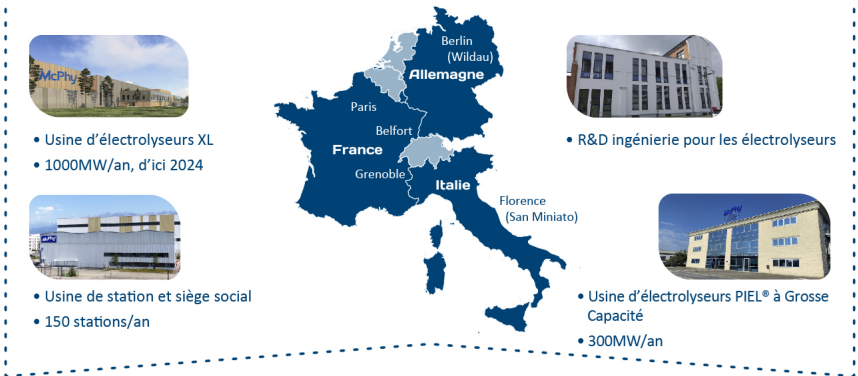 McPhy
• Usine d'électrolyseurs XL
• 1000MW/an, d'ici 2024
McPhy
• Usine de station et siège social
• 150 stations/an
Berlin
(Wildau)
Allemagne
Paris
Belfort
France
Grenoble
Italie
Florence
(San Miniato)
• R&D ingénierie pour les électrolyseurs
McPhy
• Usine d'électrolyseurs PIEL® à Grosse
Capacité
• 300MW/an